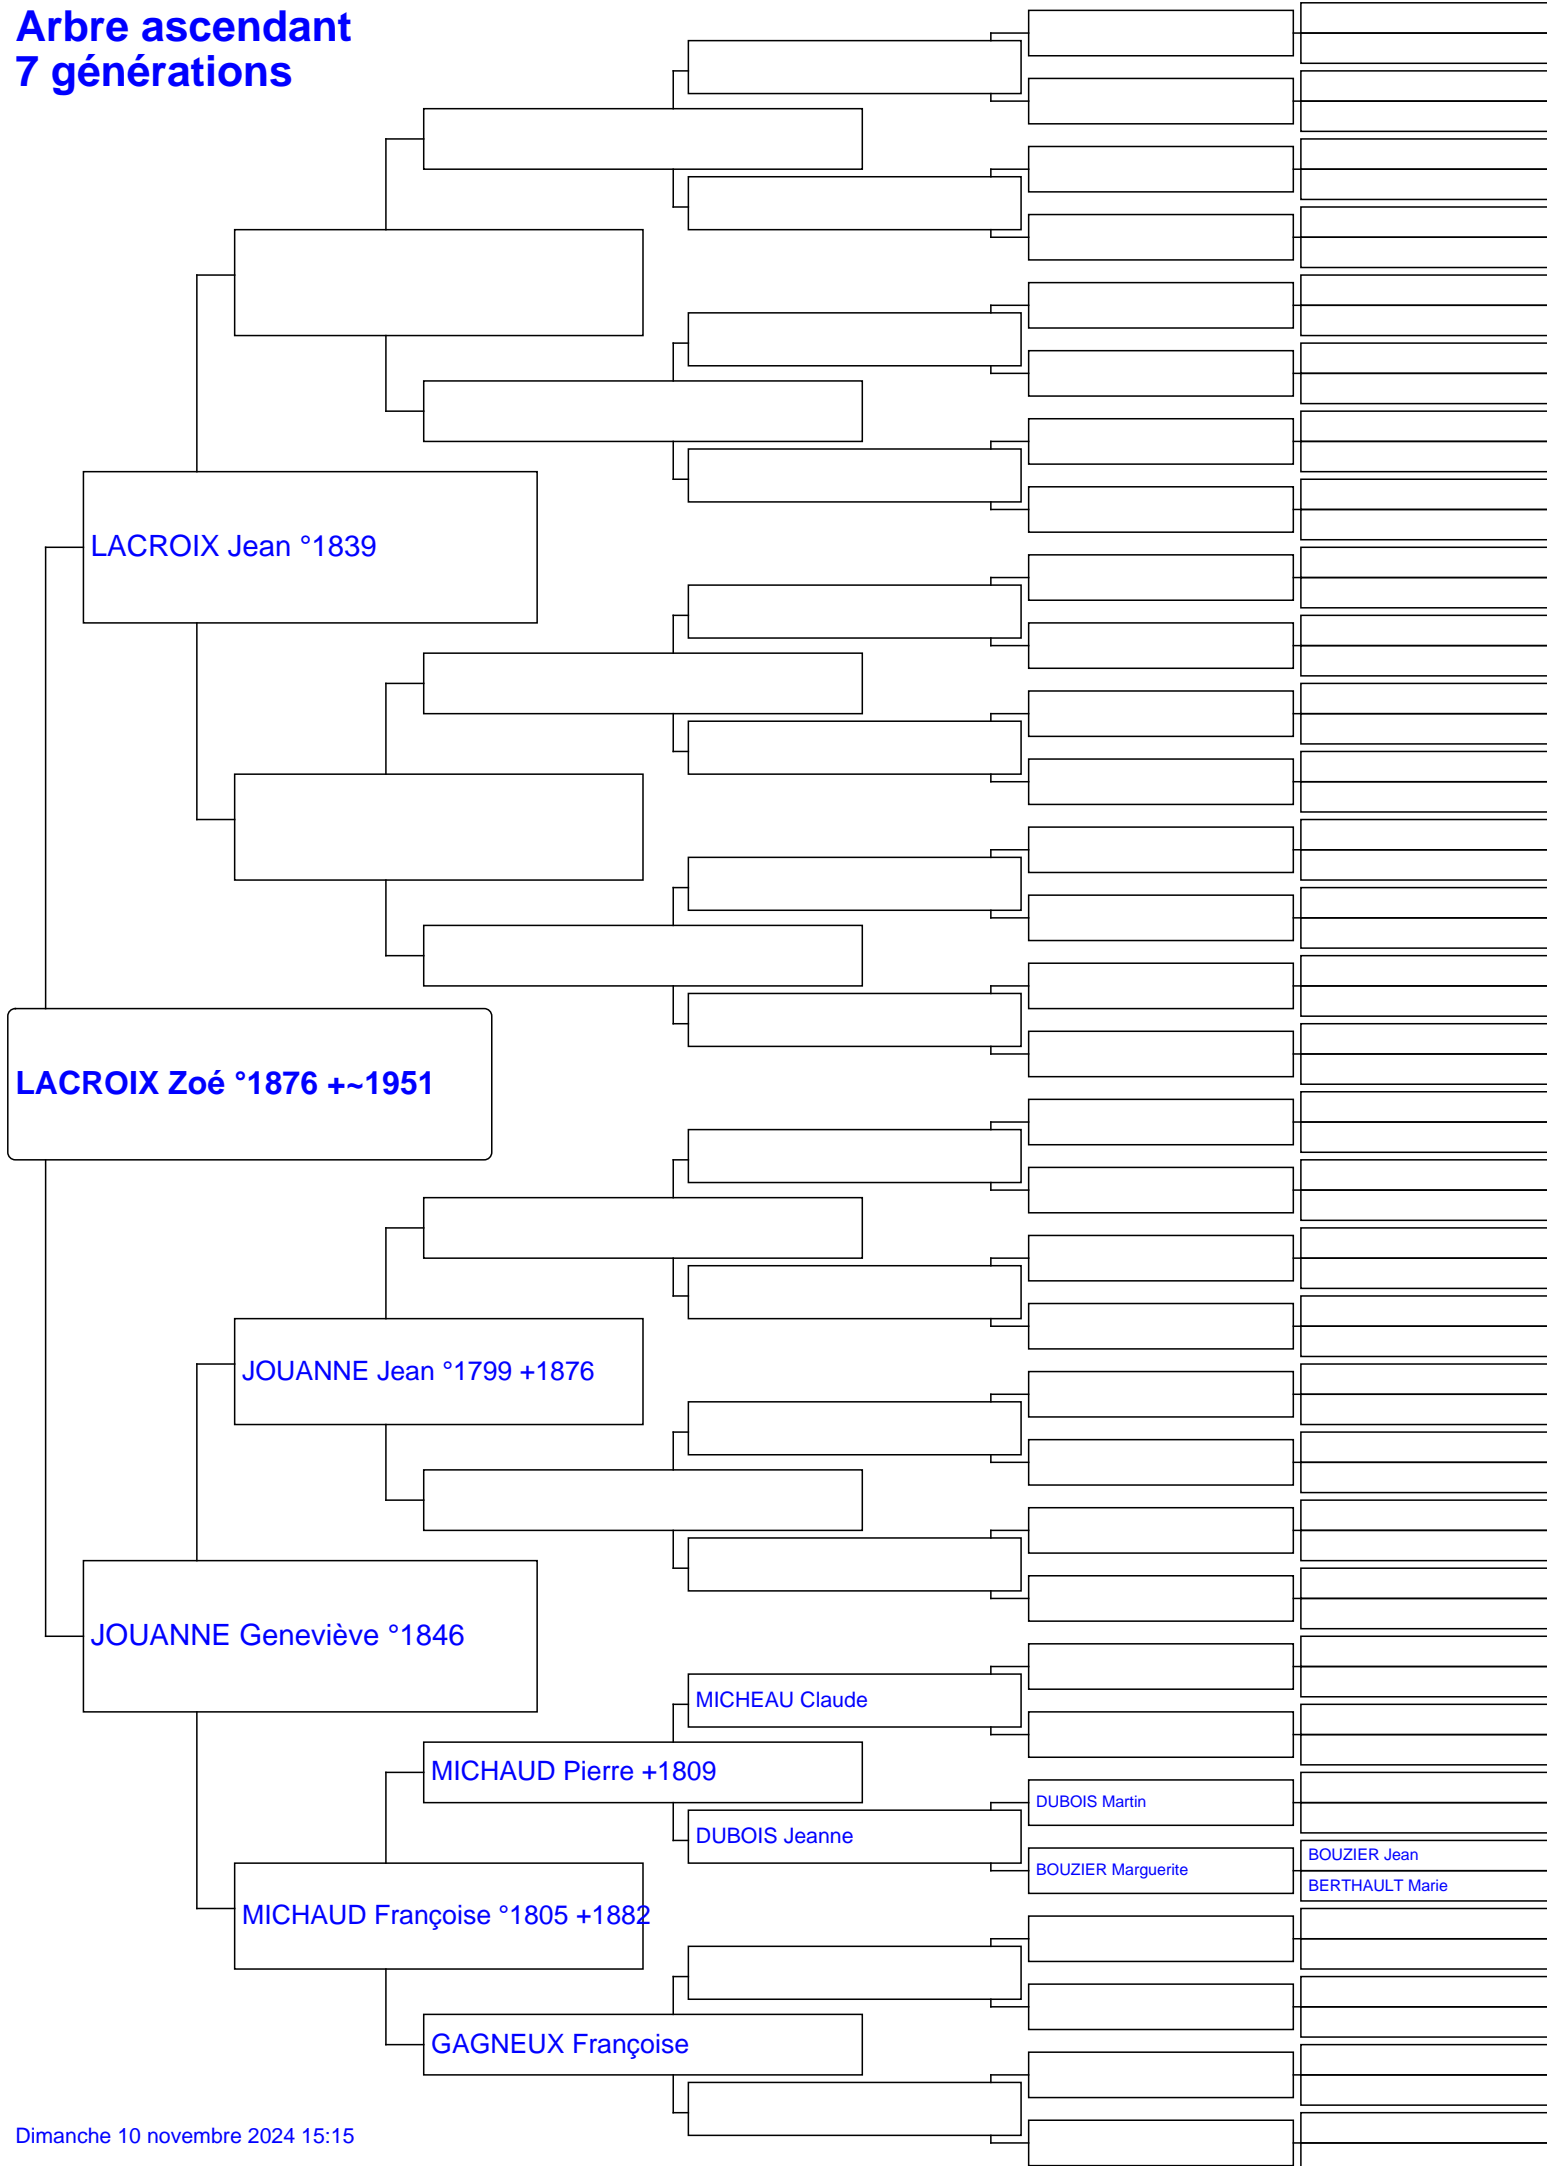 Arbre ascendant
7 générations
LACROIX Jean °1839
LACROIX Zoé °1876 +~1951
JOUANNE Jean °1799 +1876
JOUANNE Geneviève °1846
MICHEAU Claude
MICHAUD Pierre +1809
DUBOIS Martin
DUBOIS Jeanne
BOUZIER Jean
BOUZIER Marguerite
BERTHAULT Marie
MICHAUD Françoise °1805 +1882
GAGNEUX Françoise
Dimanche 10 novembre 2024 15:15